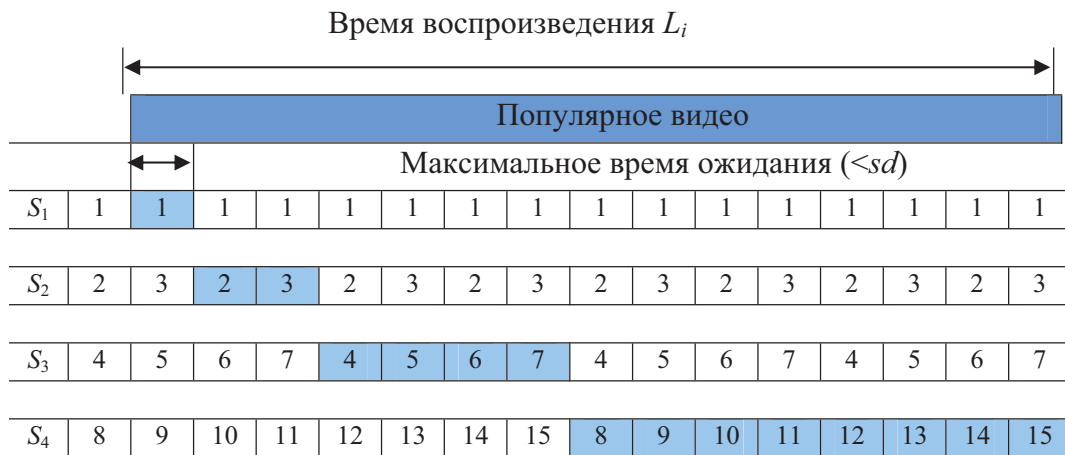 Время воспроизведения Li
Популярное видео
Максимальное время ожидания (<sd)
S1 1 1 1 1 1 1 1 1 1 1 1 1 1 1 1 1
S2 2 3 2 3 2 3 2 3 2 3 2 3 2 3 2 3
S3 4 5 6 7 4 5 6 7 4 5 6 7 4 5 6 7
S4 8 9 10 11 12 13 14 15 8 9 10 11 12 13 14 15